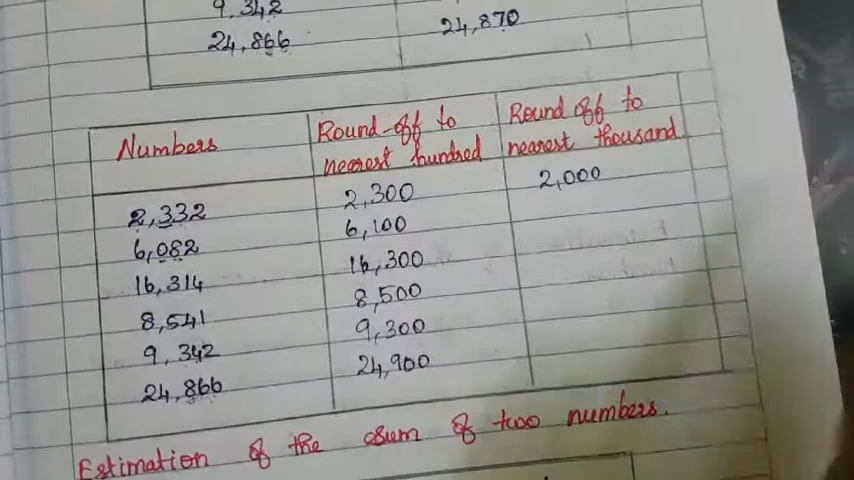 9,342
24,866 24,870
Numbers Round-off to nearest hundred Round off to nearest thousand
2,332 2,300 2,000
6,082 6,100
16,314 16,300
8,541 8,500
9,342 9,300
24,866 24,900
Estimation of the sum of two numbers.